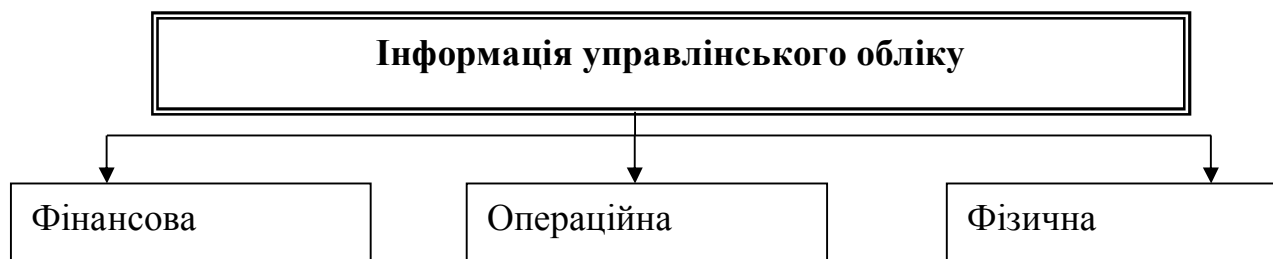 Інформація управлінського обліку
Фінансова
Операційна
Фізична